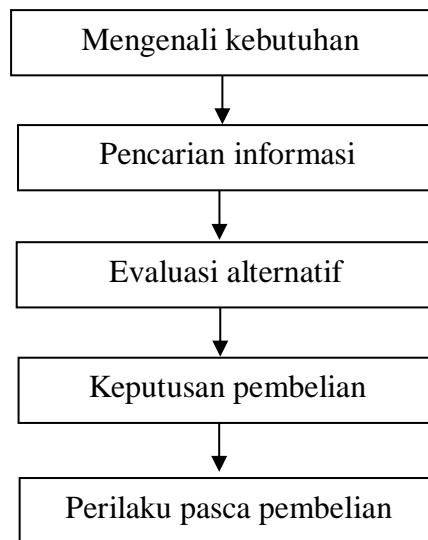 Mengenali kebutuhan
Pencarian informasi
Evaluasi alternatif
Keputusan pembelian
Perilaku pasca pembelian